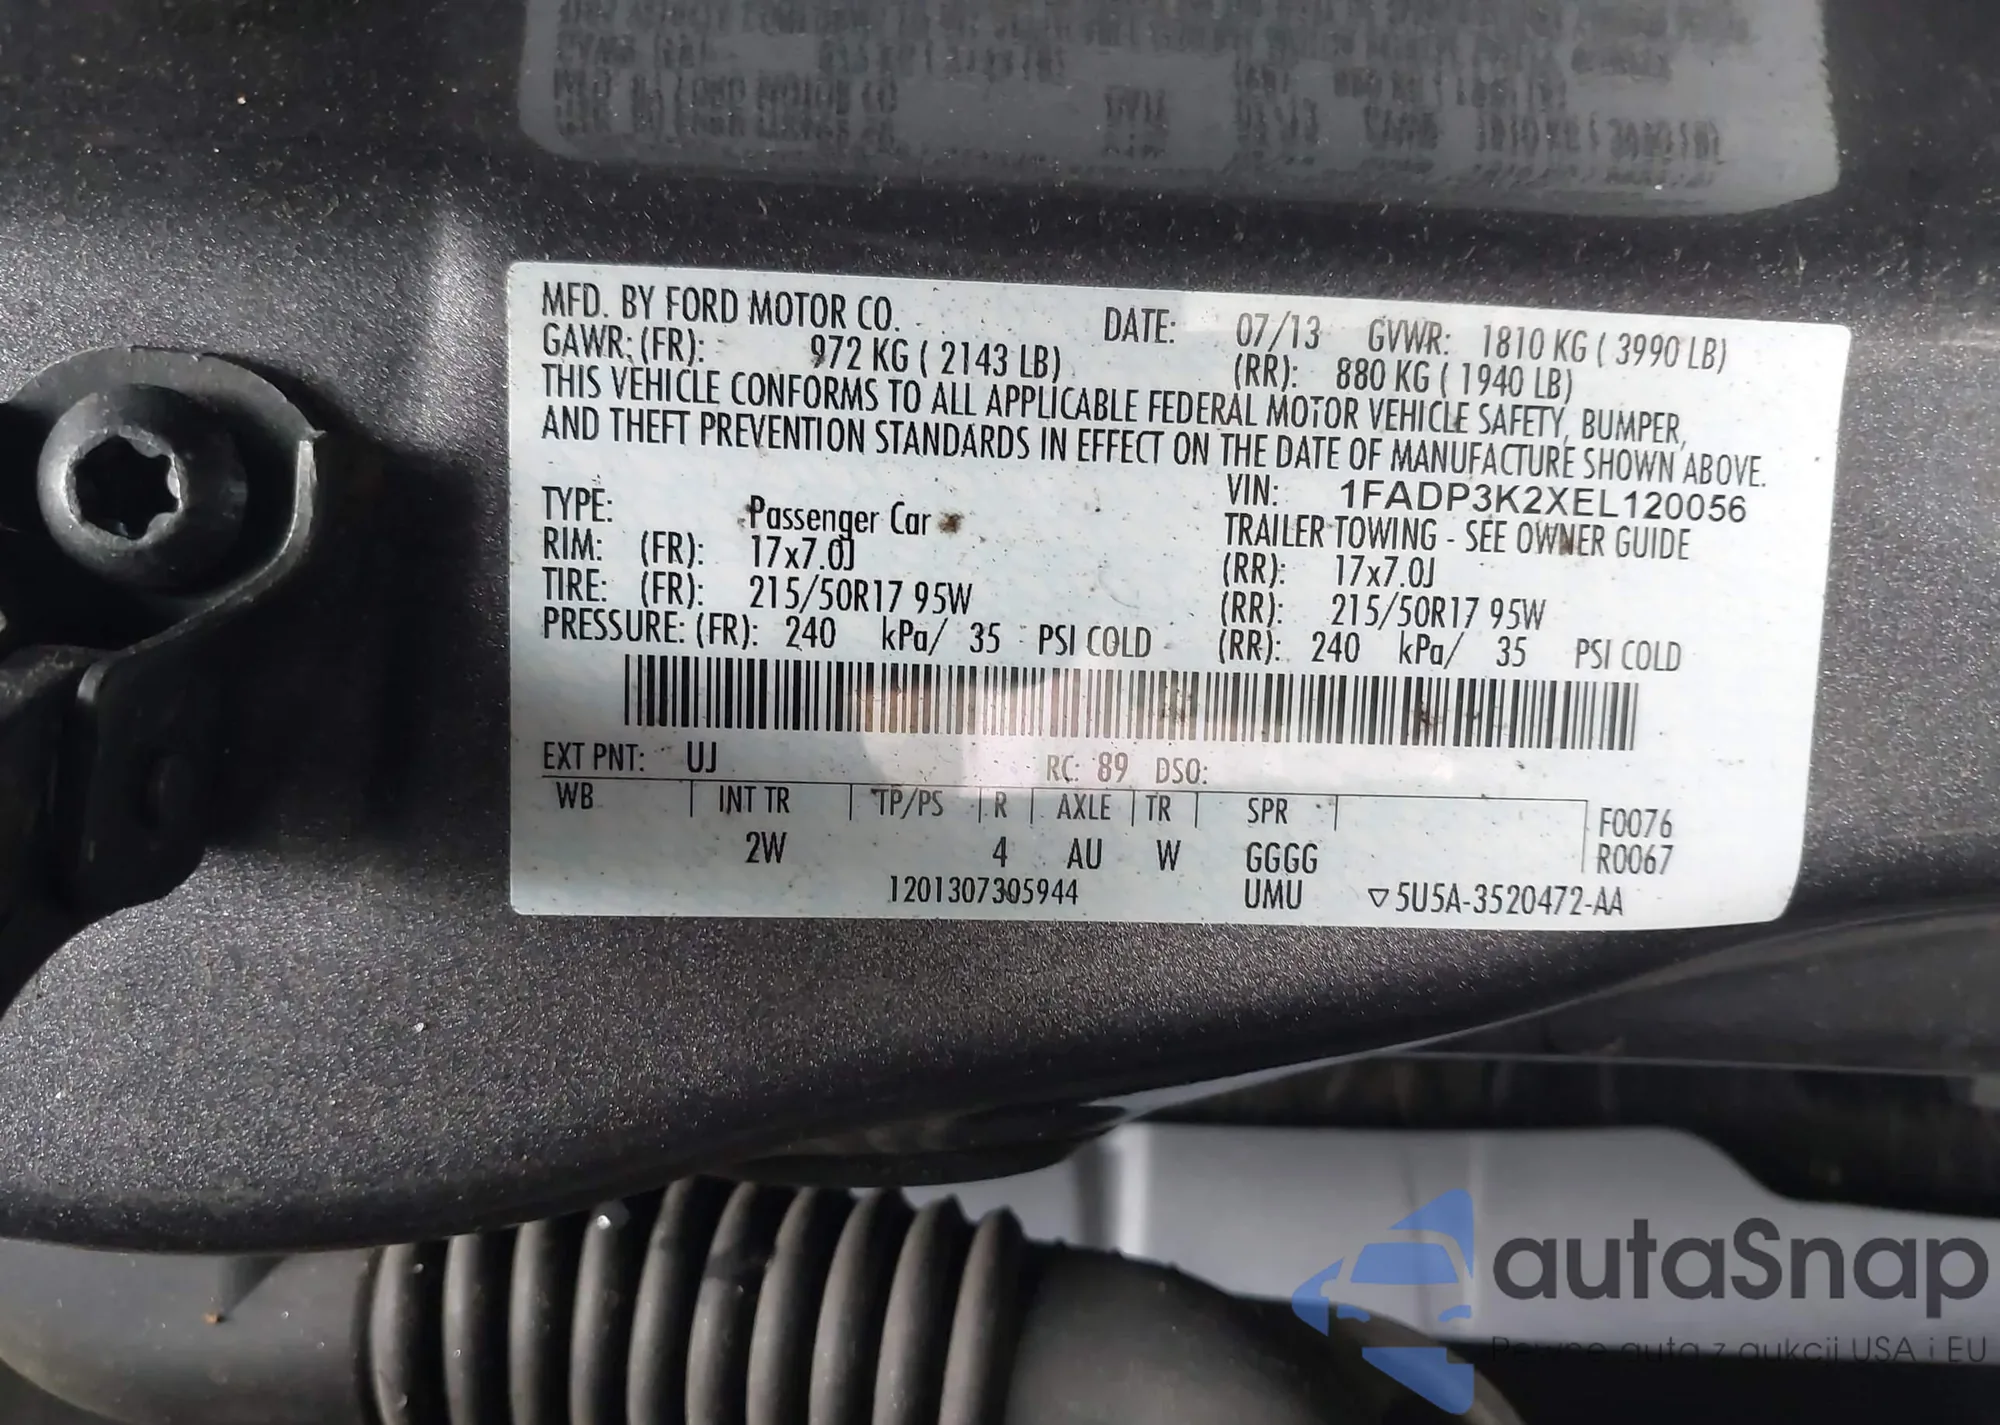 MFD. BY FORD MOTOR CO. DATE: 07/13 GVWR: 1810 KG ( 3990 LB)
GAWR: (FR): 972 KG ( 2143 LB) (RR): 880 KG ( 1940 LB)
THIS VEHICLE CONFORMS TO ALL APPLICABLE FEDERAL MOTOR VEHICLE SAFETY, BUMPER,
AND THEFT PREVENTION STANDARDS IN EFFECT ON THE DATE OF MANUFACTURE SHOWN ABOVE.
VIN: 1FADP3K2XEL120056
TYPE: Passenger Car TRAILER TOWING - SEE OWNER GUIDE
RIM: (FR): 17x7.0J (RR): 17x7.0J
TIRE: (FR): 215/50R17 95W (RR): 215/50R17 95W
PRESSURE: (FR): 240 kPa/ 35 PSI COLD (RR): 240 kPa/ 35 PSI COLD
EXT PNT: UJ RC: 89 DSO:
WB INT TR TP/PS R AXLE TR SPR F0076
2W 4 AU W GGGG R0067
1201307305944 UMU ▽5U5A-3520472-AA
autaSnap
Pewne auta z aukcji USA i EU